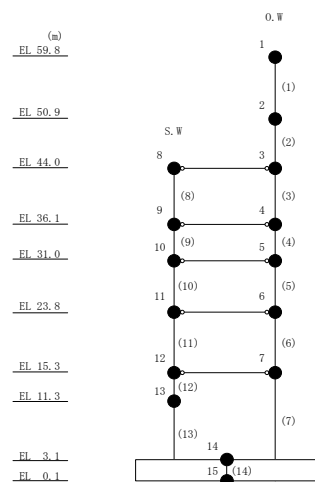 O.W
(m)
1
EL 59.8
(1)
2
EL 50.9
S.W
(2)
8
3
EL 44.0
(8)
(3)
9
4
EL 36.1
(9)
(4)
10
5
EL 31.0
(10)
(5)
11
6
EL 23.8
(11)
(6)
12
7
EL 15.3
(12)
13
EL 11.3
(13)
(7)
14
EL 3.1
15
(14)
EL 0.1